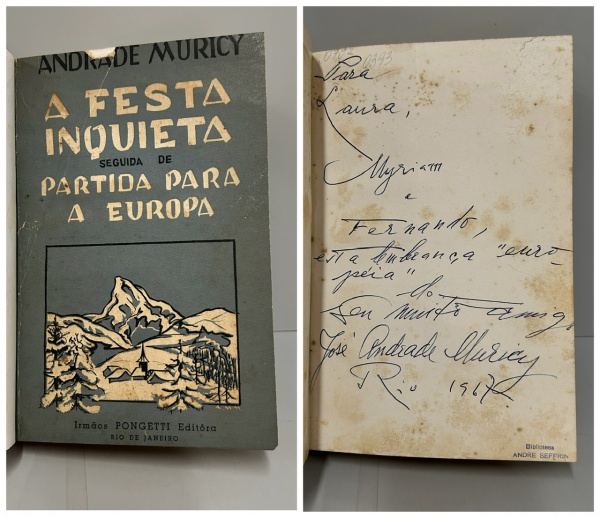 ANDRADE MURICY
A FESTA
INQUIETA
SEGUIDA DE
PARTIDA PARA
A EUROPA
Irmãos PONGETTI Editôra
RIO DE JANEIRO
Para
Laura,
Myriam
e
Fernando,
esta lembrança "euro-
péia"
do
seu muito amigo,
José Andrade Muricy
Rio 1967
Biblioteca
ANDRE SEFFRIN